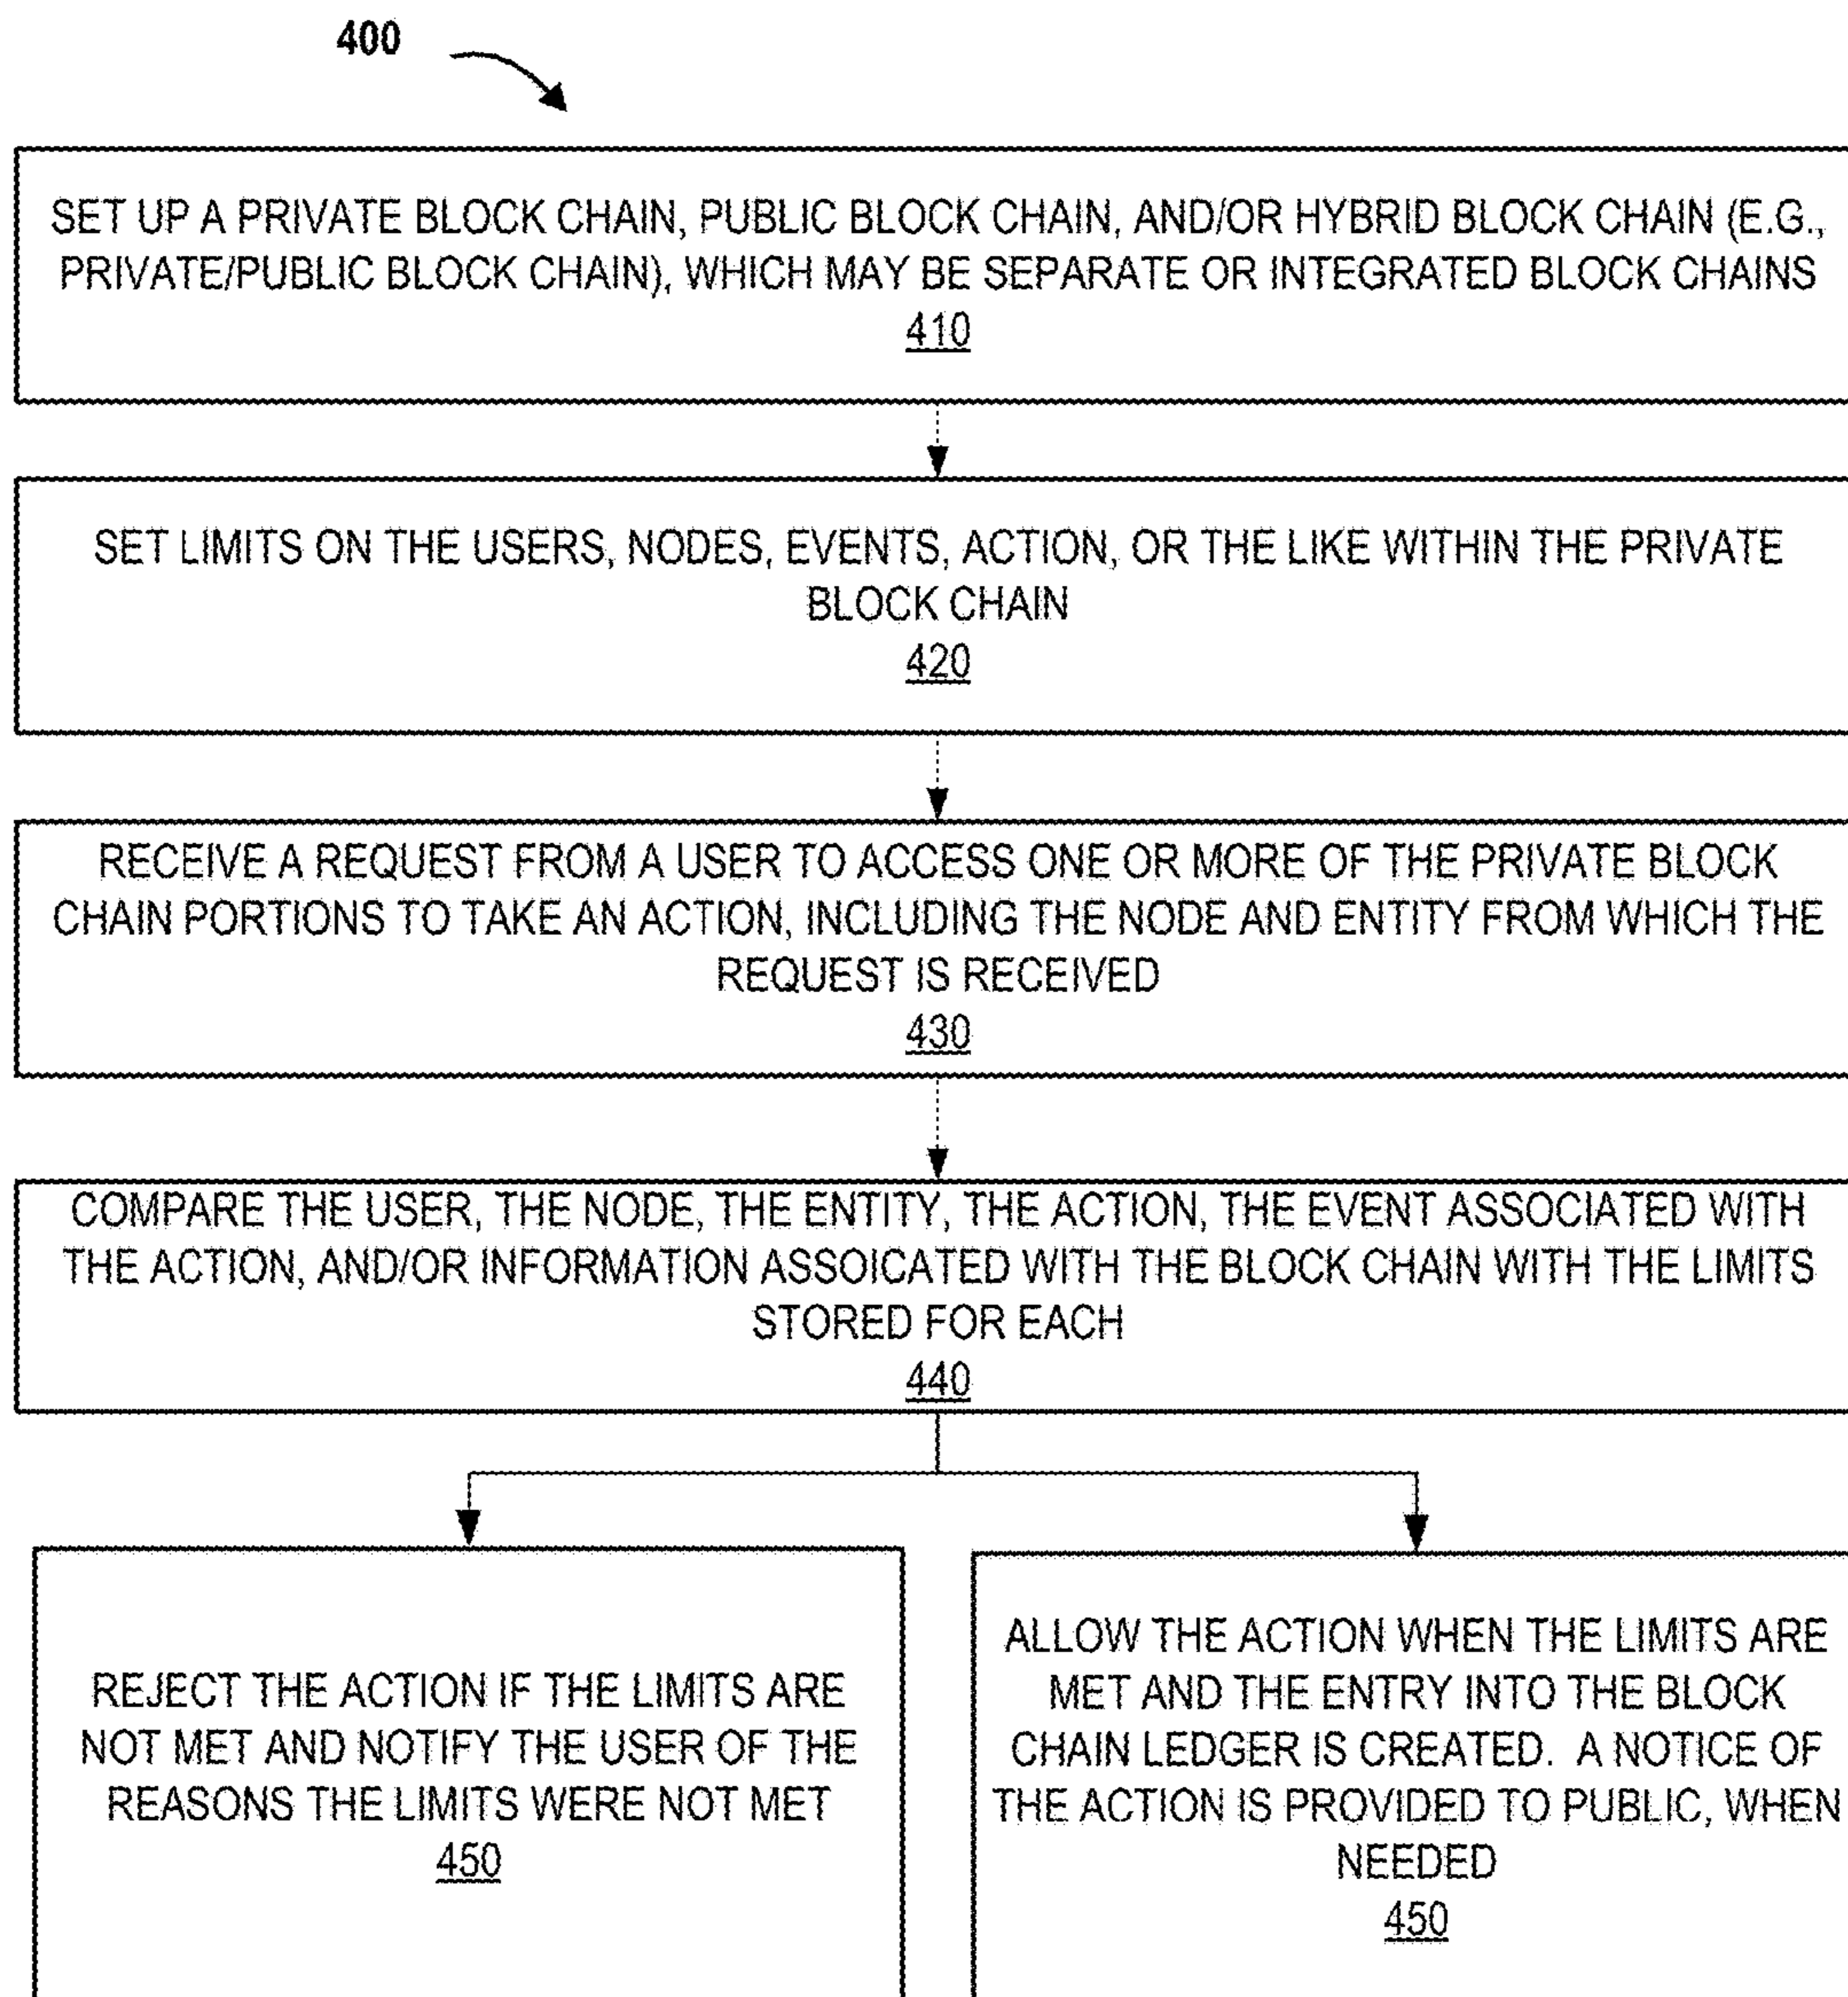 400
SET UP A PRIVATE BLOCK CHAIN, PUBLIC BLOCK CHAIN, AND/OR HYBRID BLOCK CHAIN (E.G.,
PRIVATE/PUBLIC BLOCK CHAIN), WHICH MAY BE SEPARATE OR INTEGRATED BLOCK CHAINS
410
SET LIMITS ON THE USERS, NODES, EVENTS, ACTION, OR THE LIKE WITHIN THE PRIVATE
BLOCK CHAIN
420
RECEIVE A REQUEST FROM A USER TO ACCESS ONE OR MORE OF THE PRIVATE BLOCK
CHAIN PORTIONS TO TAKE AN ACTION, INCLUDING THE NODE AND ENTITY FROM WHICH THE
REQUEST IS RECEIVED
430
COMPARE THE USER, THE NODE, THE ENTITY, THE ACTION, THE EVENT ASSOCIATED WITH
THE ACTION, AND/OR INFORMATION ASSOICATED WITH THE BLOCK CHAIN WITH THE LIMITS
STORED FOR EACH
440
REJECT THE ACTION IF THE LIMITS ARE
NOT MET AND NOTIFY THE USER OF THE
REASONS THE LIMITS WERE NOT MET
450
ALLOW THE ACTION WHEN THE LIMITS ARE
MET AND THE ENTRY INTO THE BLOCK
CHAIN LEDGER IS CREATED. A NOTICE OF
THE ACTION IS PROVIDED TO PUBLIC, WHEN
NEEDED
450